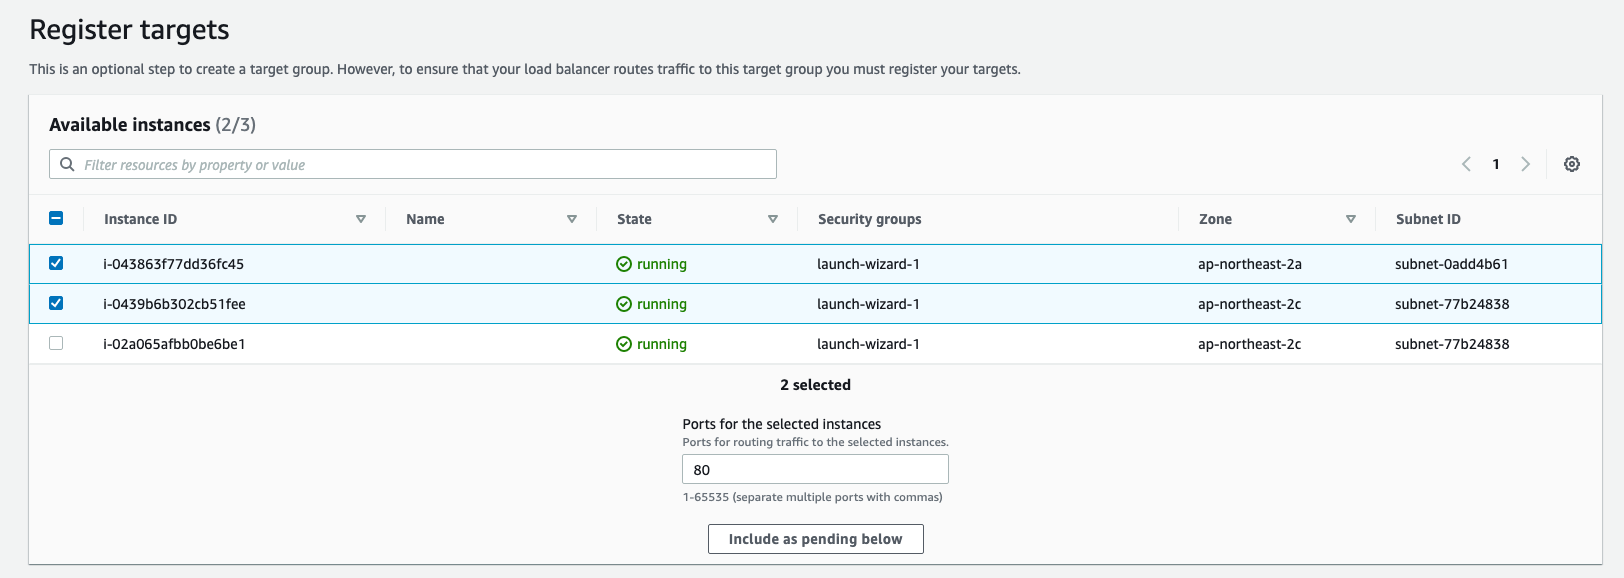 Register targets
This is an optional step to create a target group. However, to ensure that your load balancer routes traffic to this target group you must register your targets.
Available instances (2/3)
Filter resources by property or value
1
Instance ID Name State Security groups Zone Subnet ID
i-043863f77dd36fc45 running launch-wizard-1 ap-northeast-2a subnet-0add4b61
i-0439b6b302cb51fee running launch-wizard-1 ap-northeast-2c subnet-77b24838
i-02a065afbb0be6be1 running launch-wizard-1 ap-northeast-2c subnet-77b24838
2 selected
Ports for the selected instances
Ports for routing traffic to the selected instances.
80
1-65535 (separate multiple ports with commas)
Include as pending below